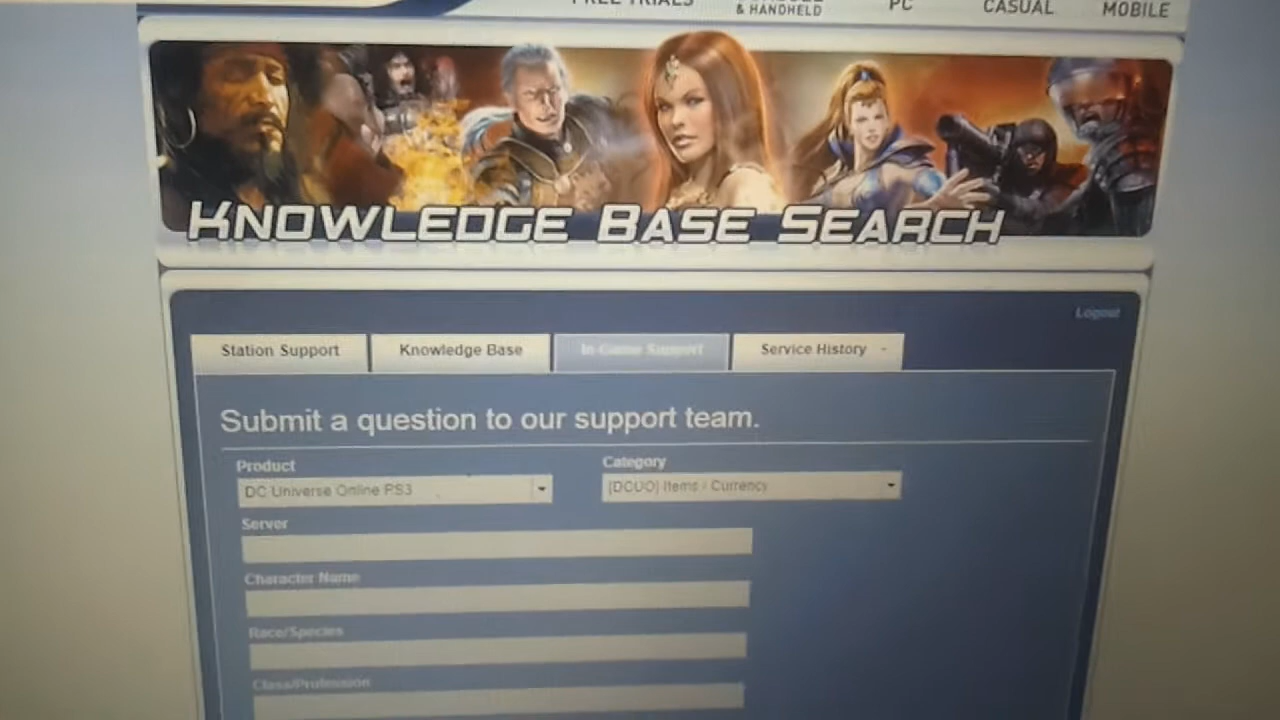 FREE TRIALS
& HANDHELD
PC
CASUAL
MOBILE
KNOWLEDGE BASE SEARCH
Logout
Station Support
Knowledge Base
In-Game Support
Service History
Submit a question to our support team.
Product
Category
DC Universe Online PS3
[DCUO] Items / Currency
Server
Character Name
Race/Species
Class/Profession